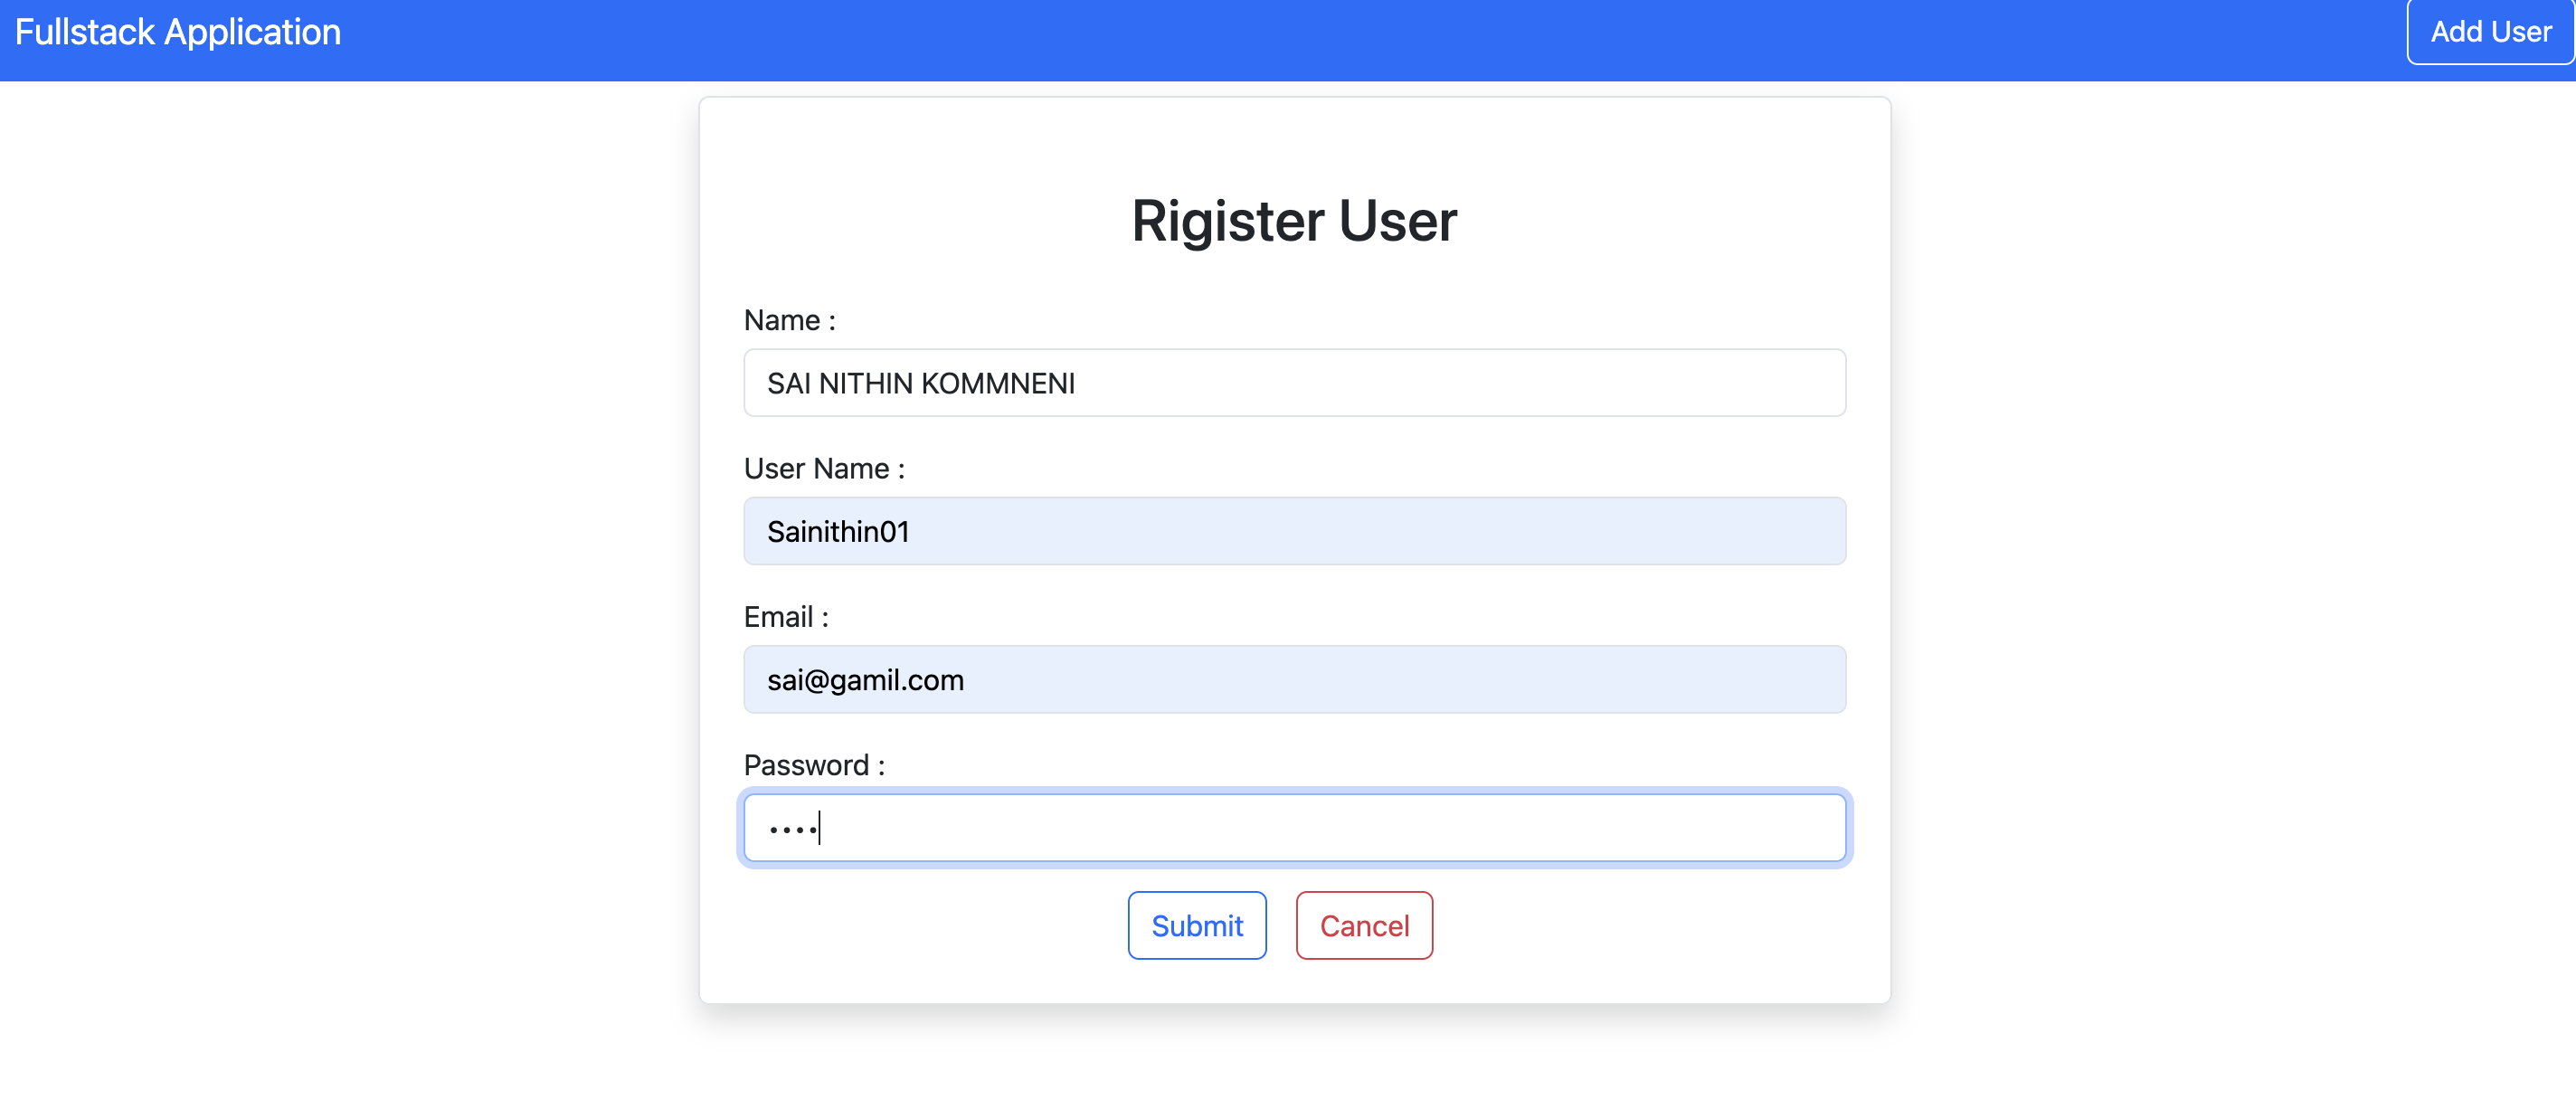 Fullstack Application
Add User
Rigister User
Name :
SAI NITHIN KOMMNENI
User Name :
Sainithin01
Email :
sai@gamil.com
Password :
••••
Submit Cancel